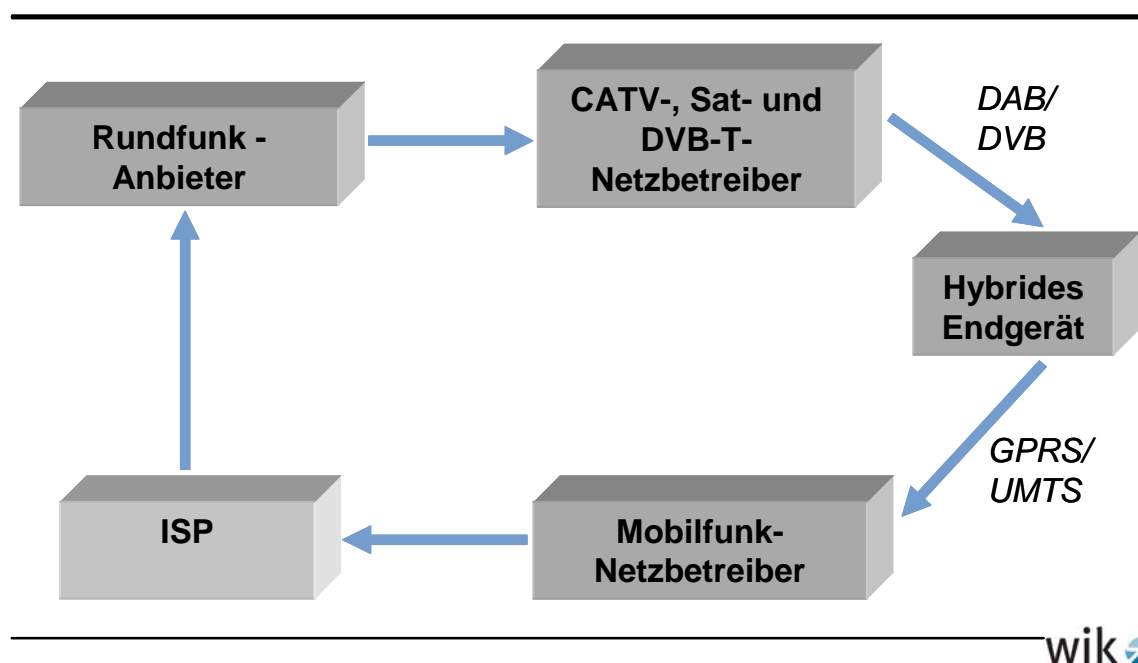 Rundfunk -
Anbieter
CATV-, Sat- und
DVB-T-
Netzbetreiber
DAB/
DVB
Hybrides
Endgerät
GPRS/
UMTS
Mobilfunk-
Netzbetreiber
ISP
wik